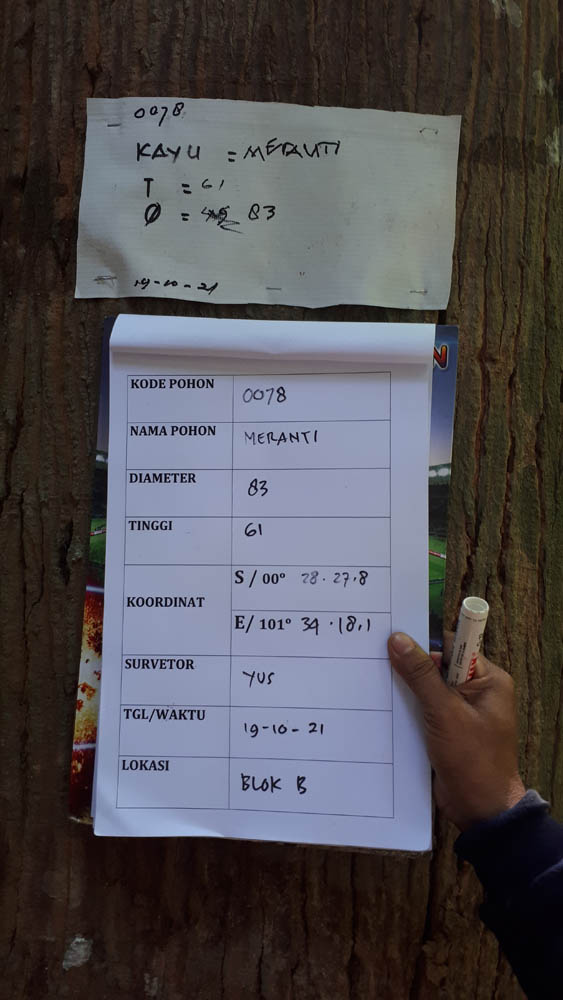 0078
KAYU = MERANTI
T = 61
Ø = 83
19-10-21
KODE POHON 0078
NAMA POHON MERANTI
DIAMETER 83
TINGGI 61
KOORDINAT S / 00° 28.27,8
E/ 101° 34.18,1
SURVETOR YUS
TGL/WAKTU 19-10-21
LOKASI BLOK B